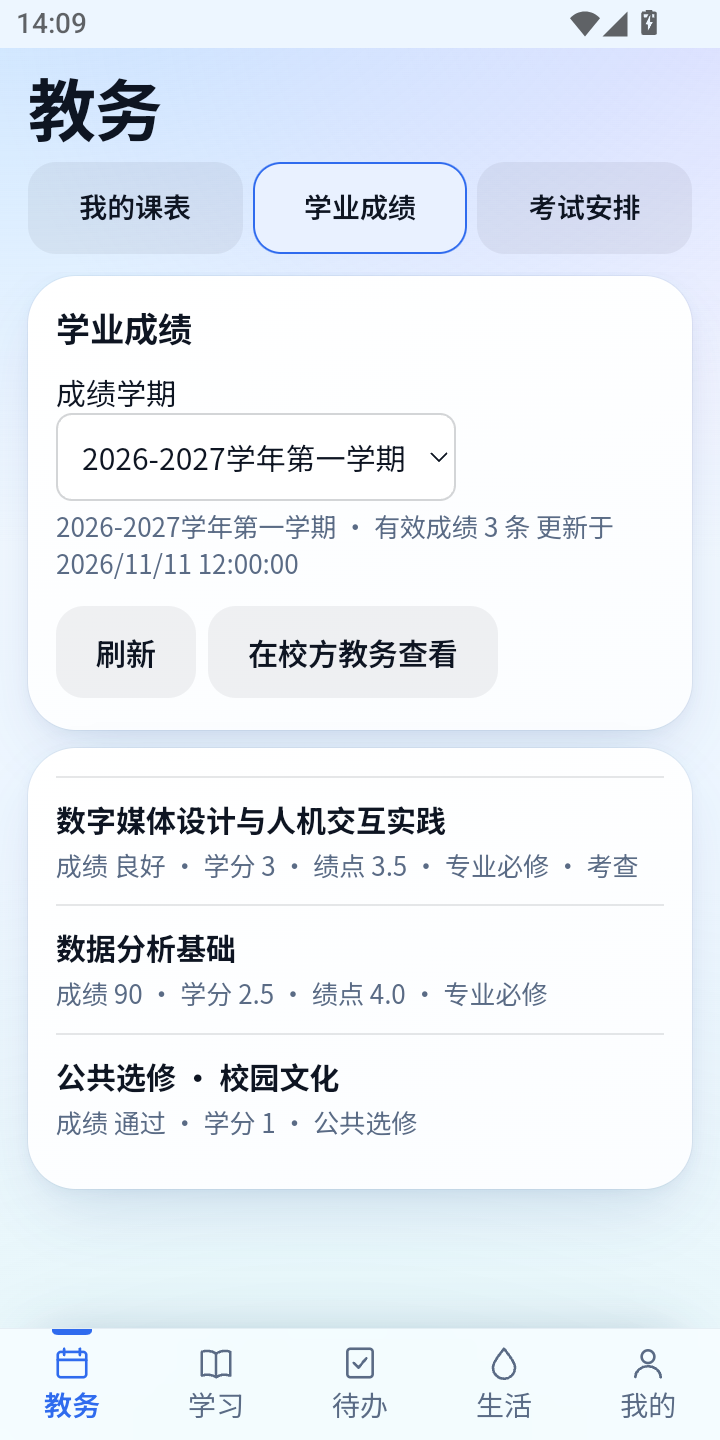 14:09
教务
我的课表
学业成绩
考试安排
学业成绩
成绩学期
2026-2027学年第一学期
2026-2027学年第一学期 · 有效成绩 3 条 更新于
2026/11/11 12:00:00
刷新
在校方教务查看
数字媒体设计与人机交互实践
成绩 良好 · 学分 3 · 绩点 3.5 · 专业必修 · 考查
数据分析基础
成绩 90 · 学分 2.5 · 绩点 4.0 · 专业必修
公共选修 · 校园文化
成绩 通过 · 学分 1 · 公共选修
教务
学习
待办
生活
我的